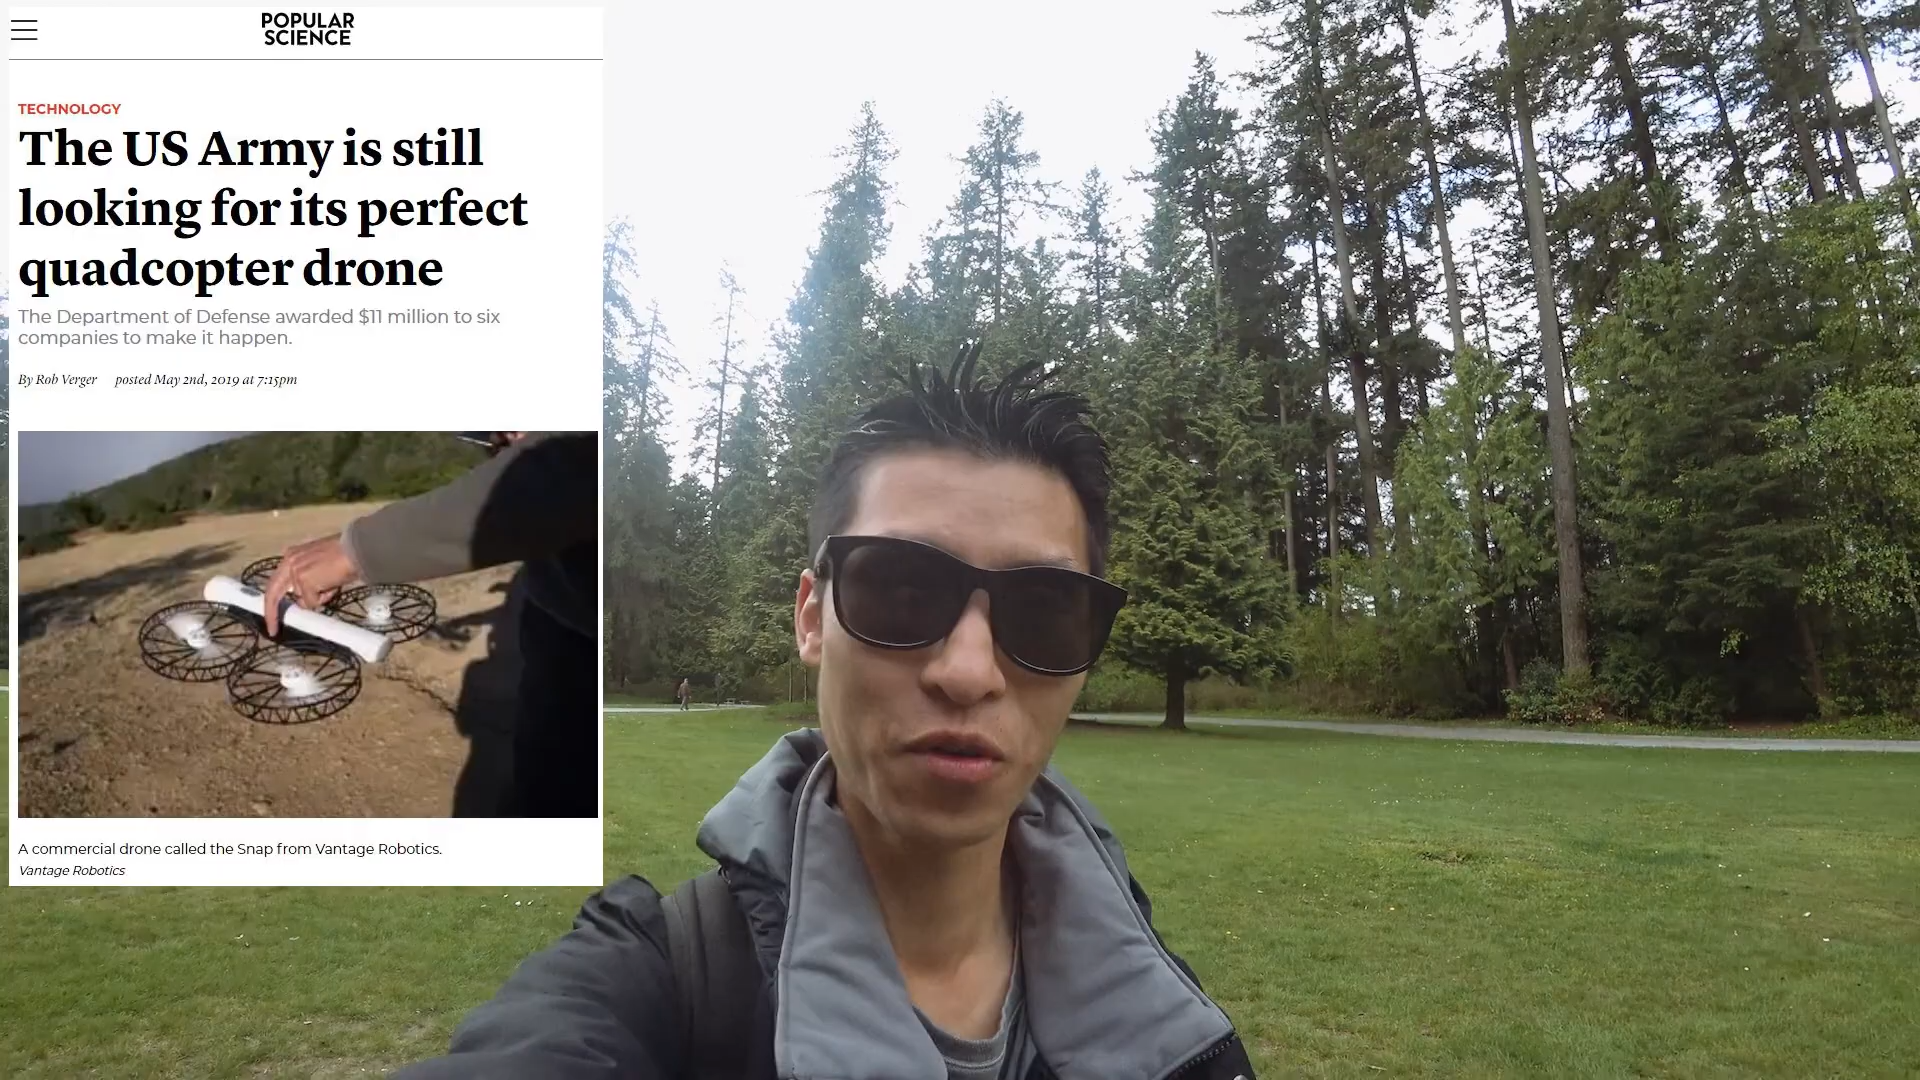 POPULAR
SCIENCE
TECHNOLOGY
The US Army is still
looking for its perfect
quadcopter drone
The Department of Defense awarded $11 million to six
companies to make it happen.
By Rob Verger posted May 2nd, 2019 at 7:15pm
A commercial drone called the Snap from Vantage Robotics.
Vantage Robotics